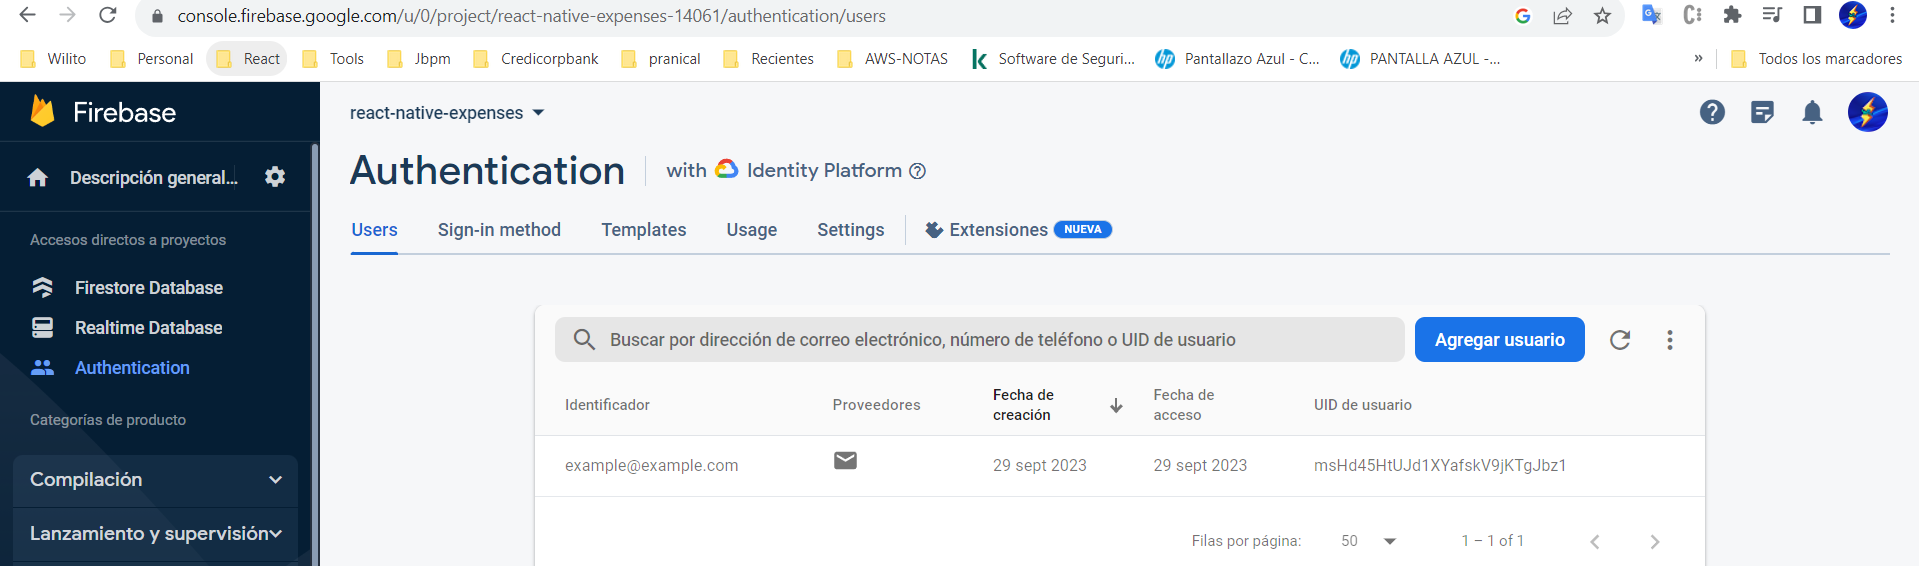 console.firebase.google.com/u/0/project/react-native-expenses-14061/authentication/users
Wilito Personal React Tools Jbpm Credicorpbank pranical Recientes AWS-NOTAS Software de Seguri... Pantallazo Azul - C... PANTALLA AZUL -... » Todos los marcadores
Firebase
react-native-expenses
Descripción general...
Authentication with Identity Platform
Users Sign-in method Templates Usage Settings Extensiones NUEVA
Accesos directos a proyectos
Firestore Database
Realtime Database
Authentication
Categorías de producto
Compilación
Lanzamiento y supervisión
Buscar por dirección de correo electrónico, número de teléfono o UID de usuario
Agregar usuario
Identificador Proveedores Fecha de creación Fecha de acceso UID de usuario
example@example.com 29 sept 2023 29 sept 2023 msHd45HtUJd1XYafskV9jKTgJbz1
Filas por página: 50 1 – 1 of 1